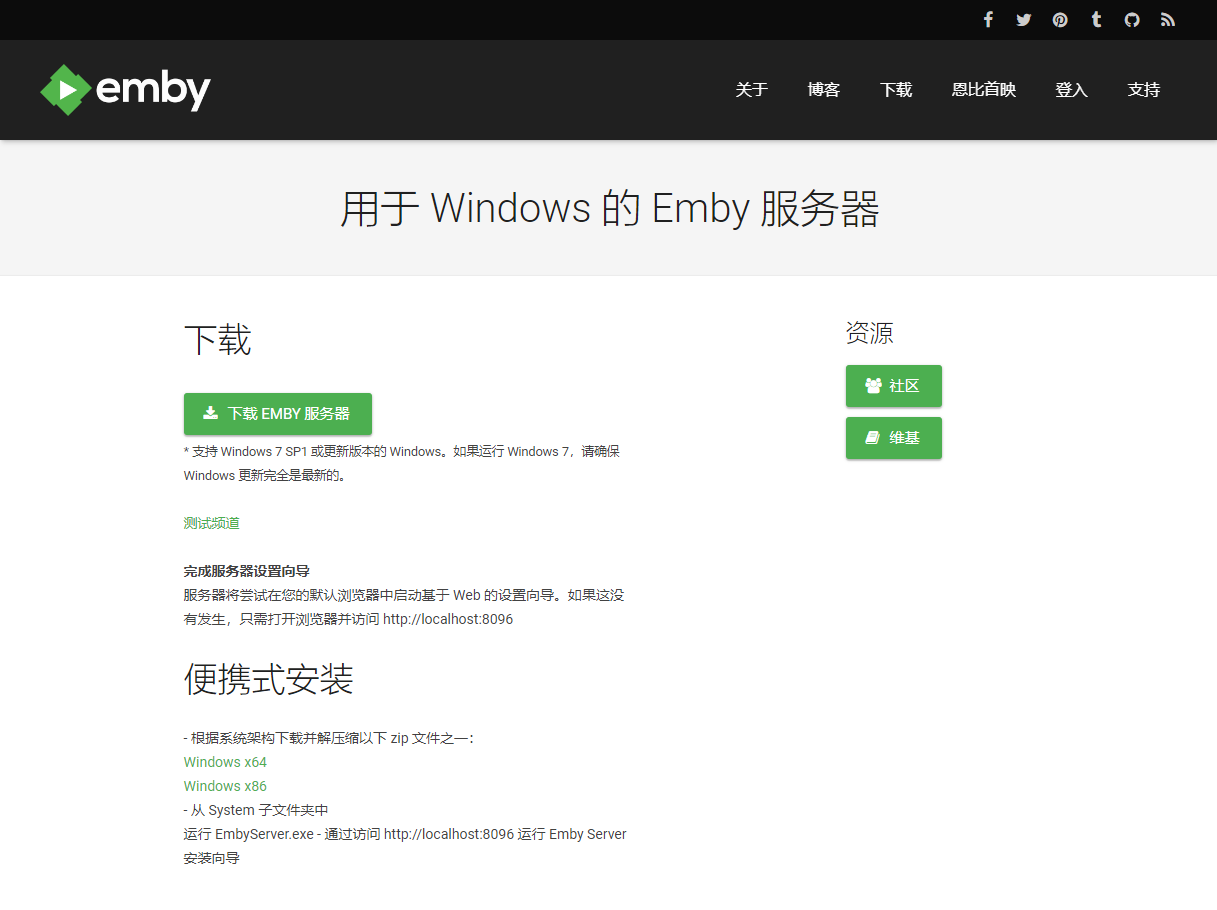 emby
关于 博客 下载 恩比首映 登入 支持
用于 Windows 的 Emby 服务器
下载
下载 EMBY 服务器
* 支持 Windows 7 SP1 或更新版本的 Windows。如果运行 Windows 7，请确保
Windows 更新完全是最新的。
测试频道
完成服务器设置向导
服务器将尝试在您的默认浏览器中启动基于 Web 的设置向导。如果这没
有发生，只需打开浏览器并访问 http://localhost:8096
便携式安装
- 根据系统架构下载并解压缩以下 zip 文件之一：
Windows x64
Windows x86
- 从 System 子文件夹中
运行 EmbyServer.exe - 通过访问 http://localhost:8096 运行 Emby Server
安装向导
资源
社区
维基